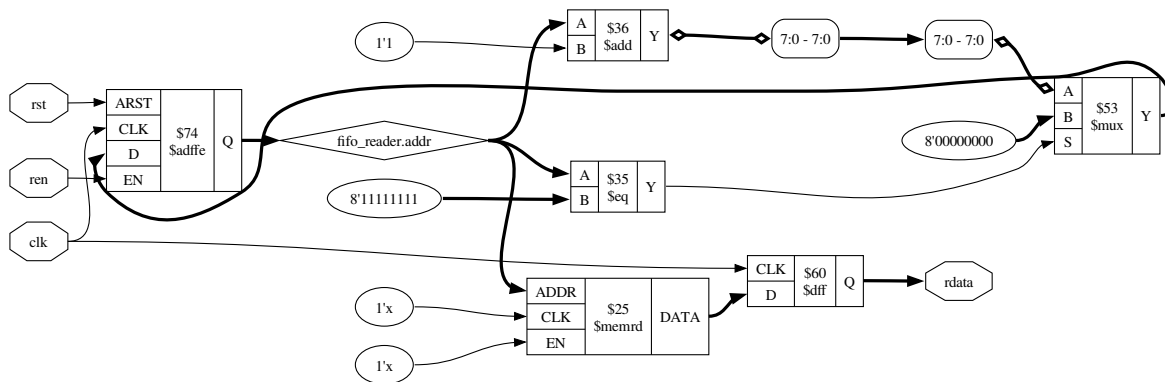 rst
ren
clk
ARST
CLK
D
EN
$74
$adffe
Q
fifo_reader.addr
1'1
A
B
$36
$add
Y
7:0 - 7:0
7:0 - 7:0
8'11111111
A
B
$35
$eq
Y
8'00000000
A
B
S
$53
$mux
Y
1'x
1'x
ADDR
CLK
EN
$25
$memrd
DATA
CLK
D
$60
$dff
Q
rdata